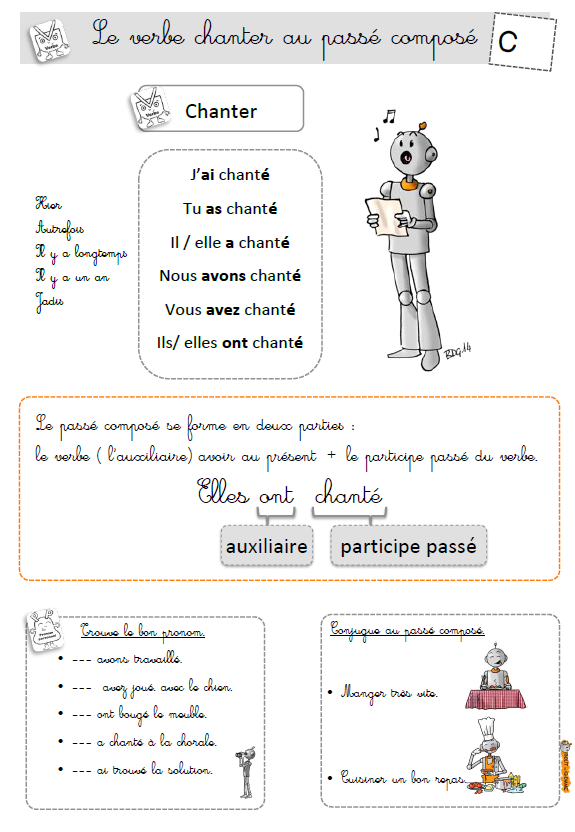 Le verbe chanter au passé composé
C
Verbe
Chanter
Verbe
J'ai chanté
Tu as chanté
Il / elle a chanté
Nous avons chanté
Vous avez chanté
Ils/ elles ont chanté
Hier
Autrefois
Il y a longtemps
Il y a un an
Jadis
BDG.14
Le passé composé se forme en deux parties :
le verbe ( l'auxiliaire) avoir au présent + le participe passé du verbe.
Elles ont chanté
auxiliaire
participe passé
Trouve le bon pronom.
• --- avons travaillé.
• --- avez joué avec le chien.
• --- ont bougé le meuble.
• --- a chanté à la chorale.
• --- ai trouvé la solution.
Conjugue au passé composé.
• Manger très vite.
• Cuisiner un bon repas.